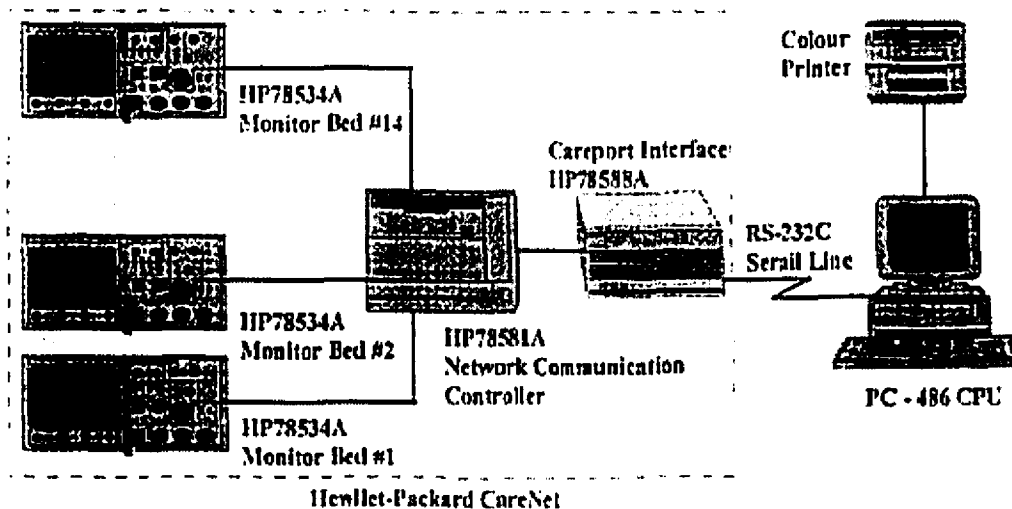 Colour
Printer
HP78534A
Monitor Bed #14
Careport Interface
HP78588A
RS-232C
Serail Line
HP78534A
Monitor Bed #2
HP78581A
Network Communication
Controller
PC - 486 CPU
HP78534A
Monitor Bed #1
Hewllet-Packard CareNet